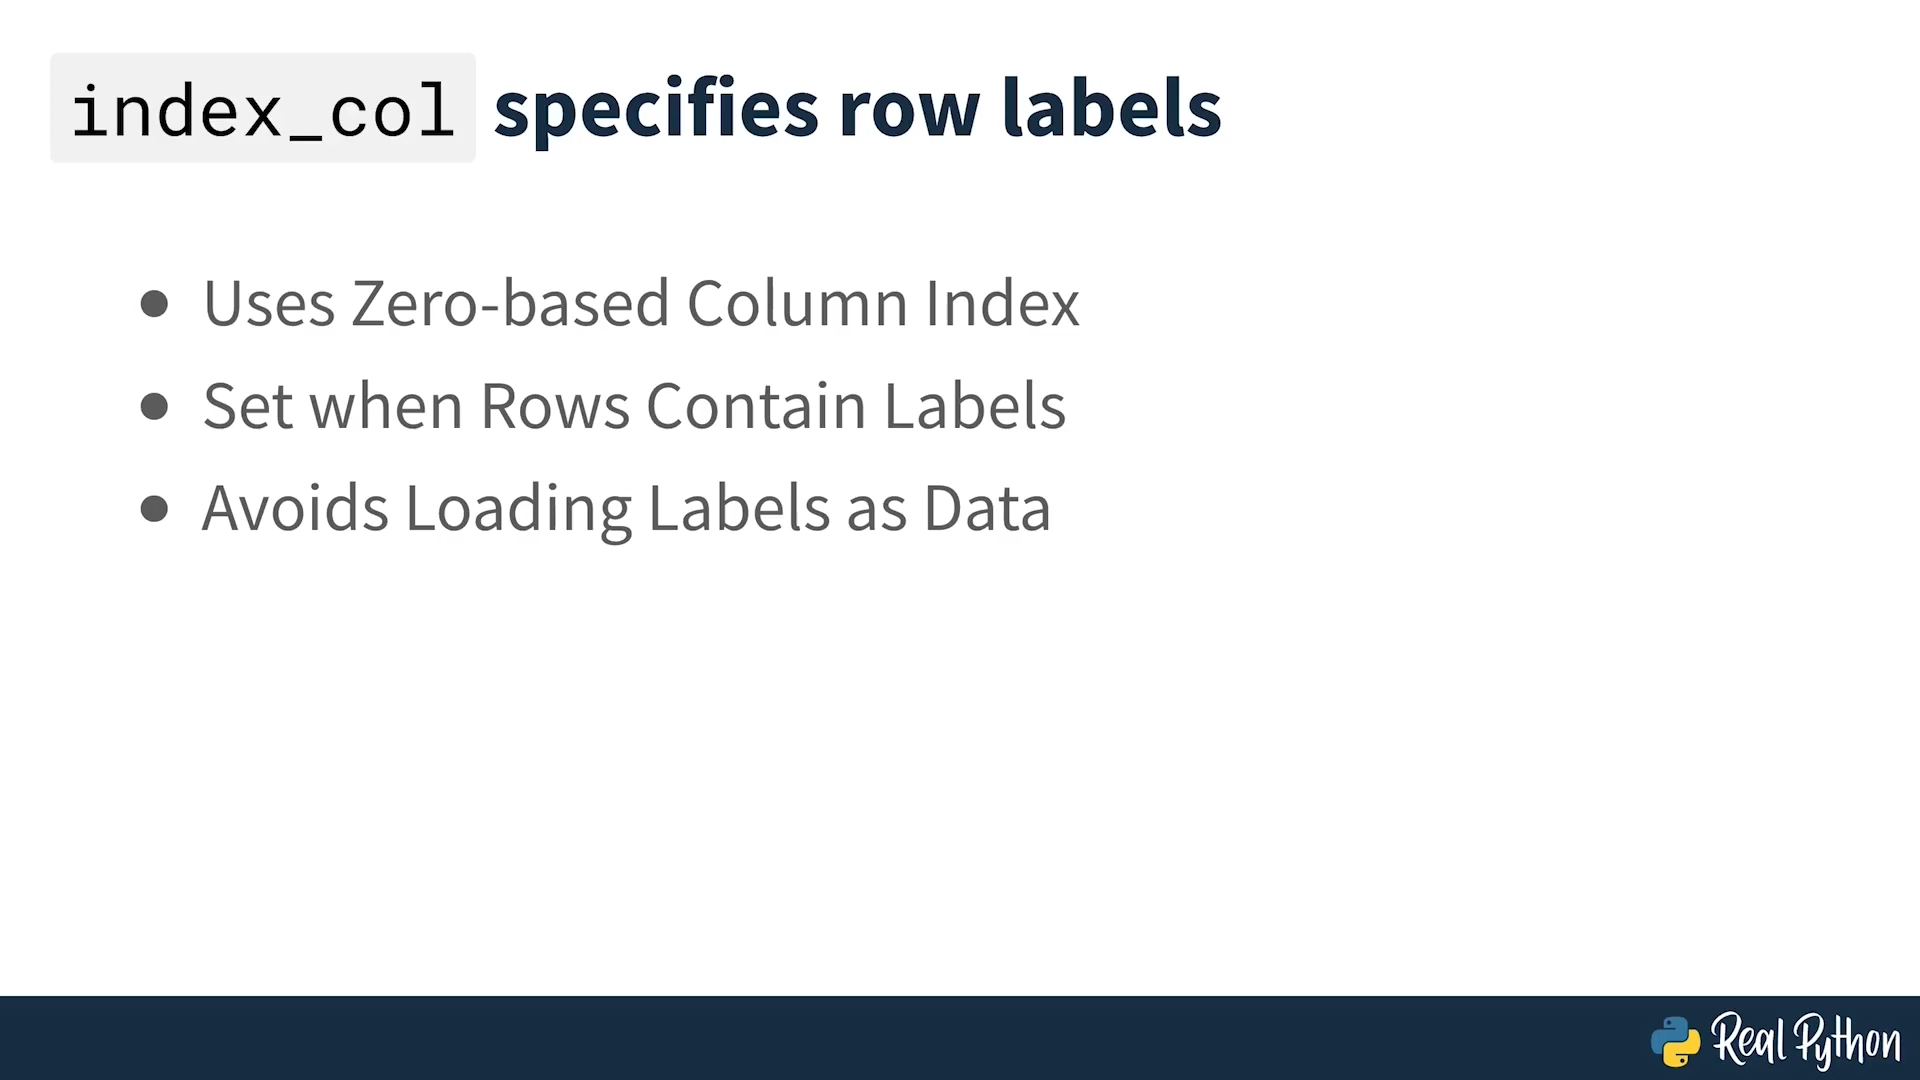 index_col specifies row labels
● Uses Zero-based Column Index
● Set when Rows Contain Labels
● Avoids Loading Labels as Data
Real Python